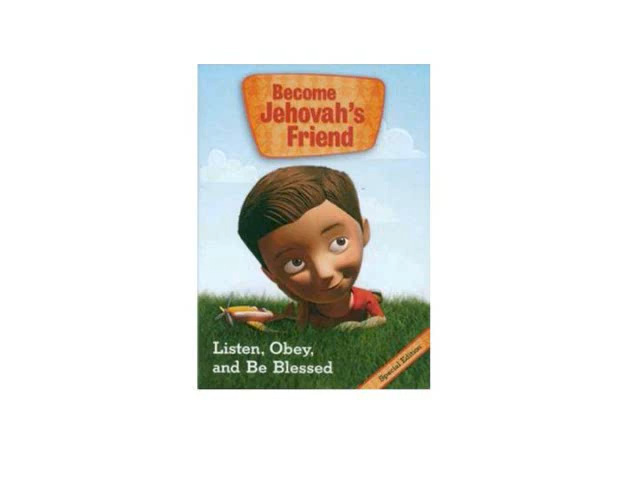 Become
Jehovah's
Friend
Listen, Obey,
and Be Blessed
Special Edition